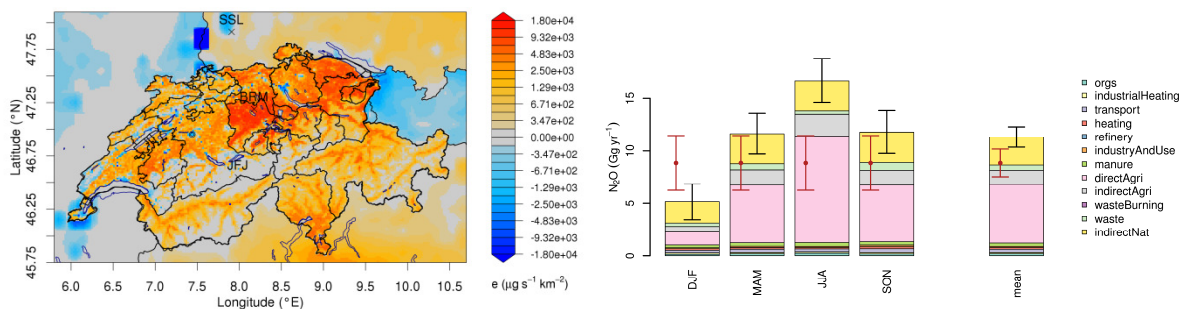 SSL
BRM
JFJ
Latitude (°N)
47.75
47.25
46.75
46.25
45.75
6.0 6.5 7.0 7.5 8.0 8.5 9.0 9.5 10.0 10.5
Longitude (°E)
1.80e+04
9.32e+03
4.83e+03
2.50e+03
1.29e+03
6.71e+02
3.47e+02
0.00e+00
-3.47e+02
-6.71e+02
-1.29e+03
-2.50e+03
-4.83e+03
-9.32e+03
-1.80e+04
e (μg s⁻¹ km⁻²)
N₂O (Gg yr⁻¹)
15
10
5
0
DJF
MAM
JJA
SON
mean
orgs
industrialHeating
transport
heating
refinery
industryAndUse
manure
directAgri
indirectAgri
wasteBurning
waste
indirectNat